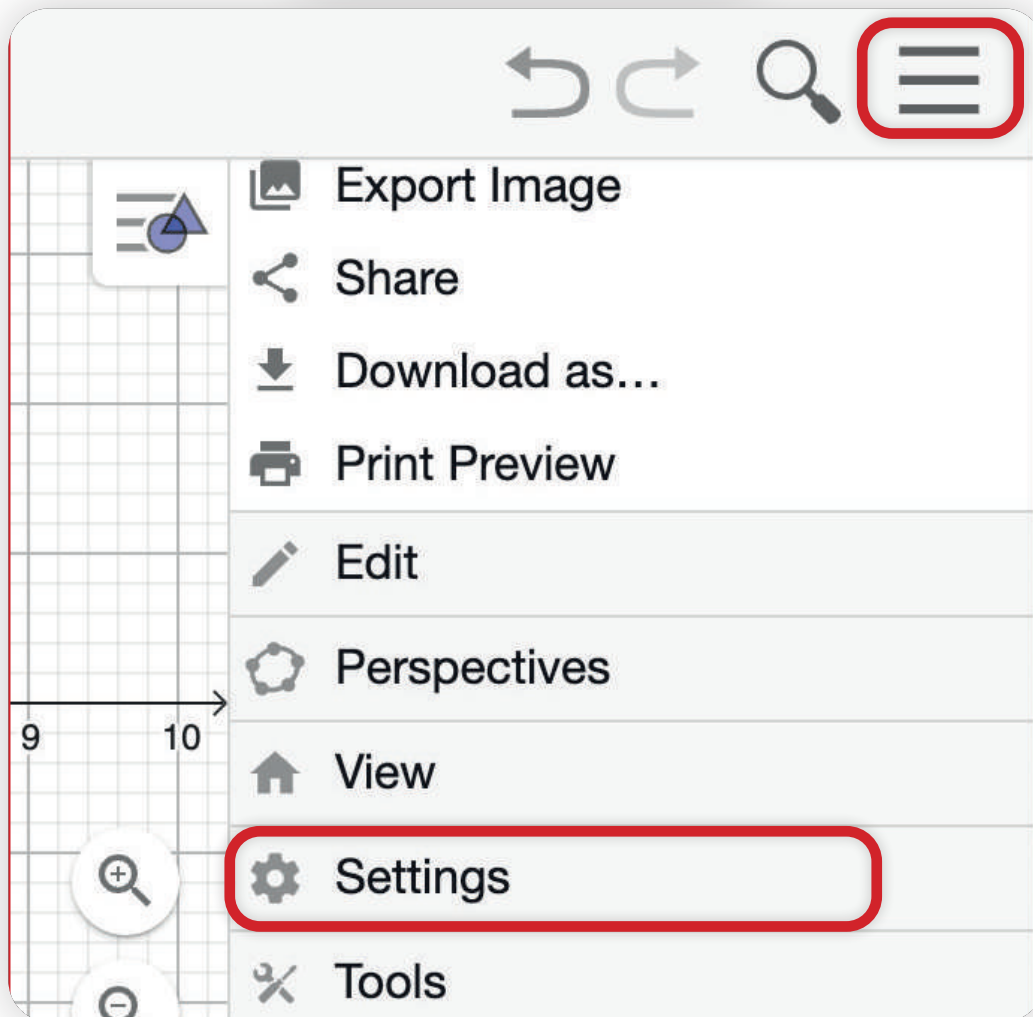 Export Image
Share
Download as...
Print Preview
Edit
Perspectives
9 10
View
Settings
Tools